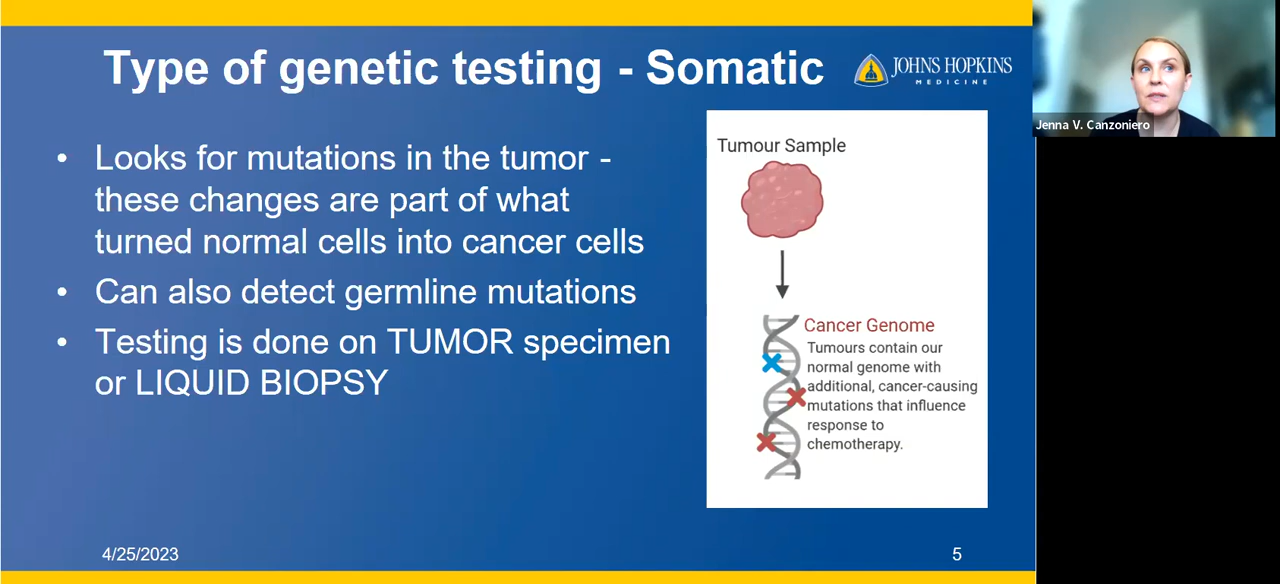 Type of genetic testing - Somatic
JOHNS HOPKINS
MEDICINE
Jenna V. Canzoniero
• Looks for mutations in the tumor -
these changes are part of what
turned normal cells into cancer cells
• Can also detect germline mutations
• Testing is done on TUMOR specimen
or LIQUID BIOPSY
Tumour Sample
Cancer Genome
Tumours contain our
normal genome with
additional, cancer-causing
mutations that influence
response to
chemotherapy.
4/25/2023
5